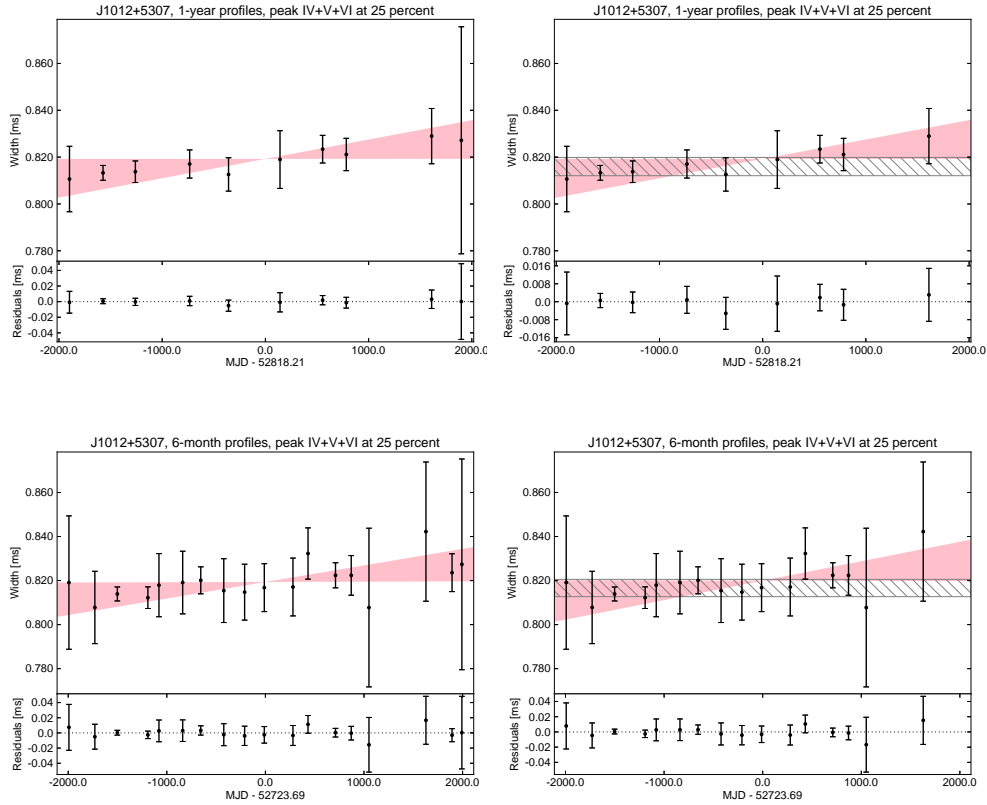 J1012+5307, 1-year profiles, peak IV+V+VI at 25 percent
0.860
0.840
0.820
0.800
0.780
Width [ms]
0.04
0.02
0.00
-0.02
-0.04
Residuals [ms]
-2000.0 -1000.0 0.0 1000.0 2000.0
MJD - 52818.21
J1012+5307, 1-year profiles, peak IV+V+VI at 25 percent
0.860
0.840
0.820
0.800
0.780
Width [ms]
0.016
0.008
0.0
-0.008
-0.016
Residuals [ms]
-2000.0 -1000.0 0.0 1000.0 2000.0
MJD - 52818.21
J1012+5307, 6-month profiles, peak IV+V+VI at 25 percent
0.860
0.840
0.820
0.800
0.780
Width [ms]
0.04
0.02
0.00
-0.02
-0.04
Residuals [ms]
-2000.0 -1000.0 0.0 1000.0 2000.0
MJD - 52723.69
J1012+5307, 6-month profiles, peak IV+V+VI at 25 percent
0.860
0.840
0.820
0.800
0.780
Width [ms]
0.04
0.02
0.00
-0.02
-0.04
Residuals [ms]
-2000.0 -1000.0 0.0 1000.0 2000.0
MJD - 52723.69